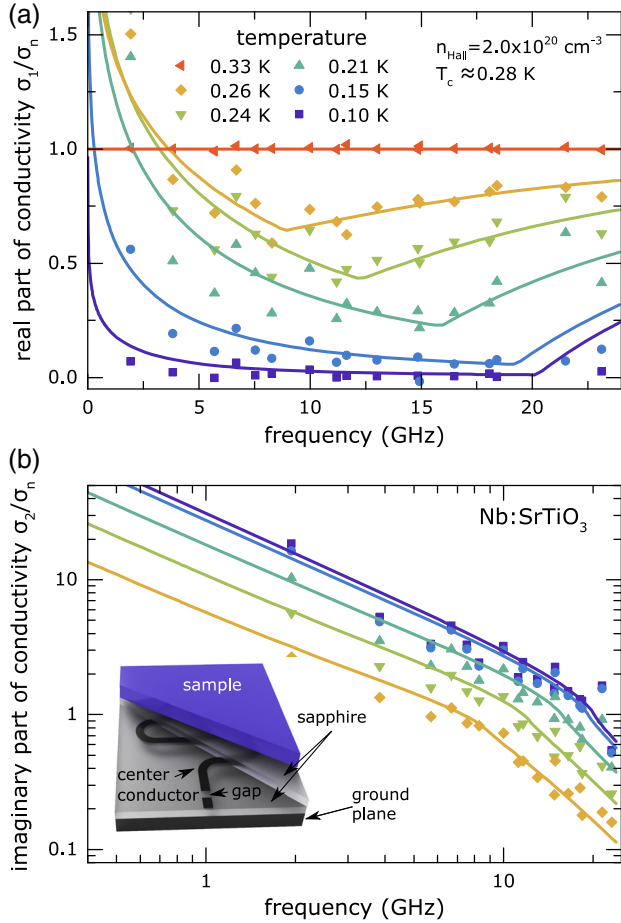 (a)
1.5
1.0
0.5
0.0
real part of conductivity σ₁/σₙ
temperature
0.33 K
0.26 K
0.24 K
0.21 K
0.15 K
0.10 K
n_Hall=2.0x10²⁰ cm⁻³
T_c ≈0.28 K
0 5 10 15 20
frequency (GHz)
(b)
10
1
0.1
imaginary part of conductivity σ₂/σₙ
Nb:SrTiO₃
sample
sapphire
center
conductor
gap
ground
plane
1 10
frequency (GHz)